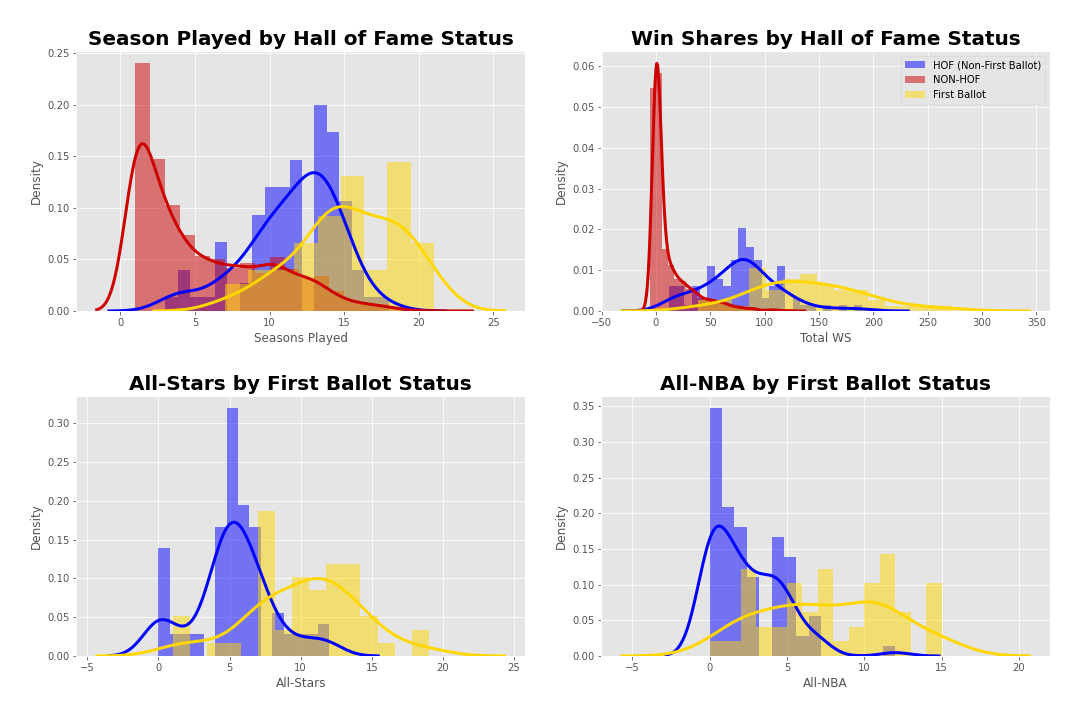 Season Played by Hall of Fame Status
0.25
0.20
0.15
0.10
0.05
0.00
Density
0 5 10 15 20 25
Seasons Played
Win Shares by Hall of Fame Status
HOF (Non-First Ballot)
NON-HOF
First Ballot
0.06
0.05
0.04
0.03
0.02
0.01
0.00
Density
−50 0 50 100 150 200 250 300 350
Total WS
All-Stars by First Ballot Status
0.30
0.25
0.20
0.15
0.10
0.05
0.00
Density
−5 0 5 10 15 20 25
All-Stars
All-NBA by First Ballot Status
0.35
0.30
0.25
0.20
0.15
0.10
0.05
0.00
Density
−5 0 5 10 15 20
All-NBA